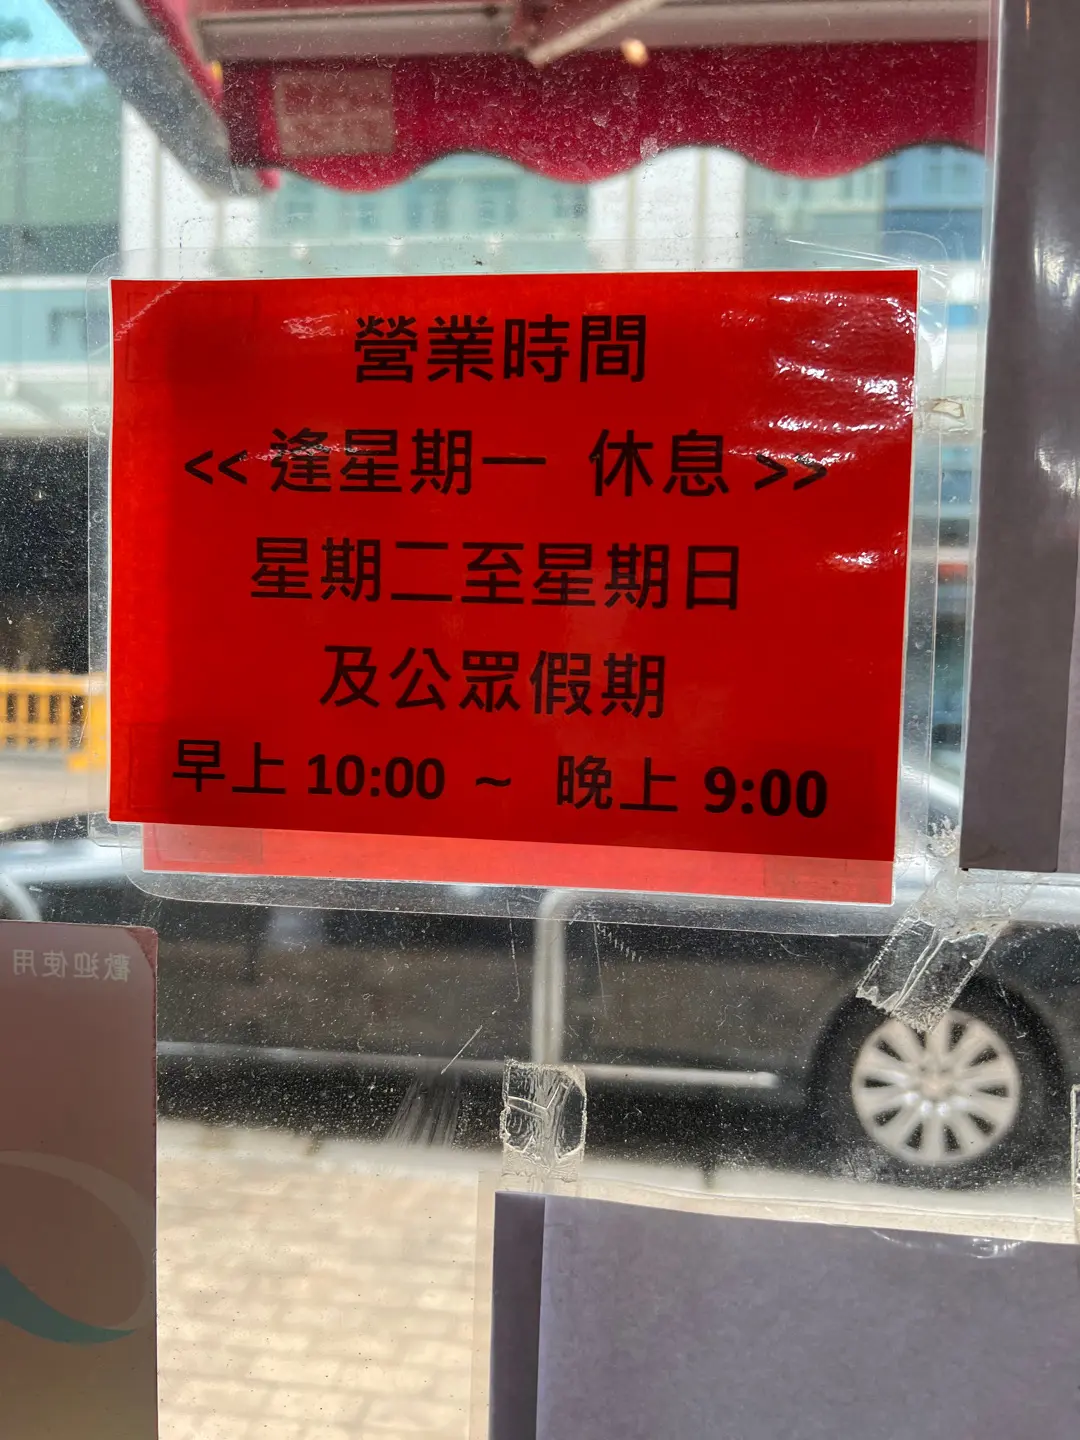 營業時間
<< 逢星期一 休息 >>
星期二至星期日
及公眾假期
早上 10:00 ~ 晚上 9:00
歡迎使用